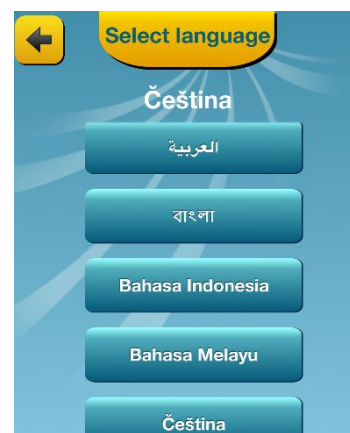 Select language
Čeština
العربية
বাংলা
Bahasa Indonesia
Bahasa Melayu
Čeština